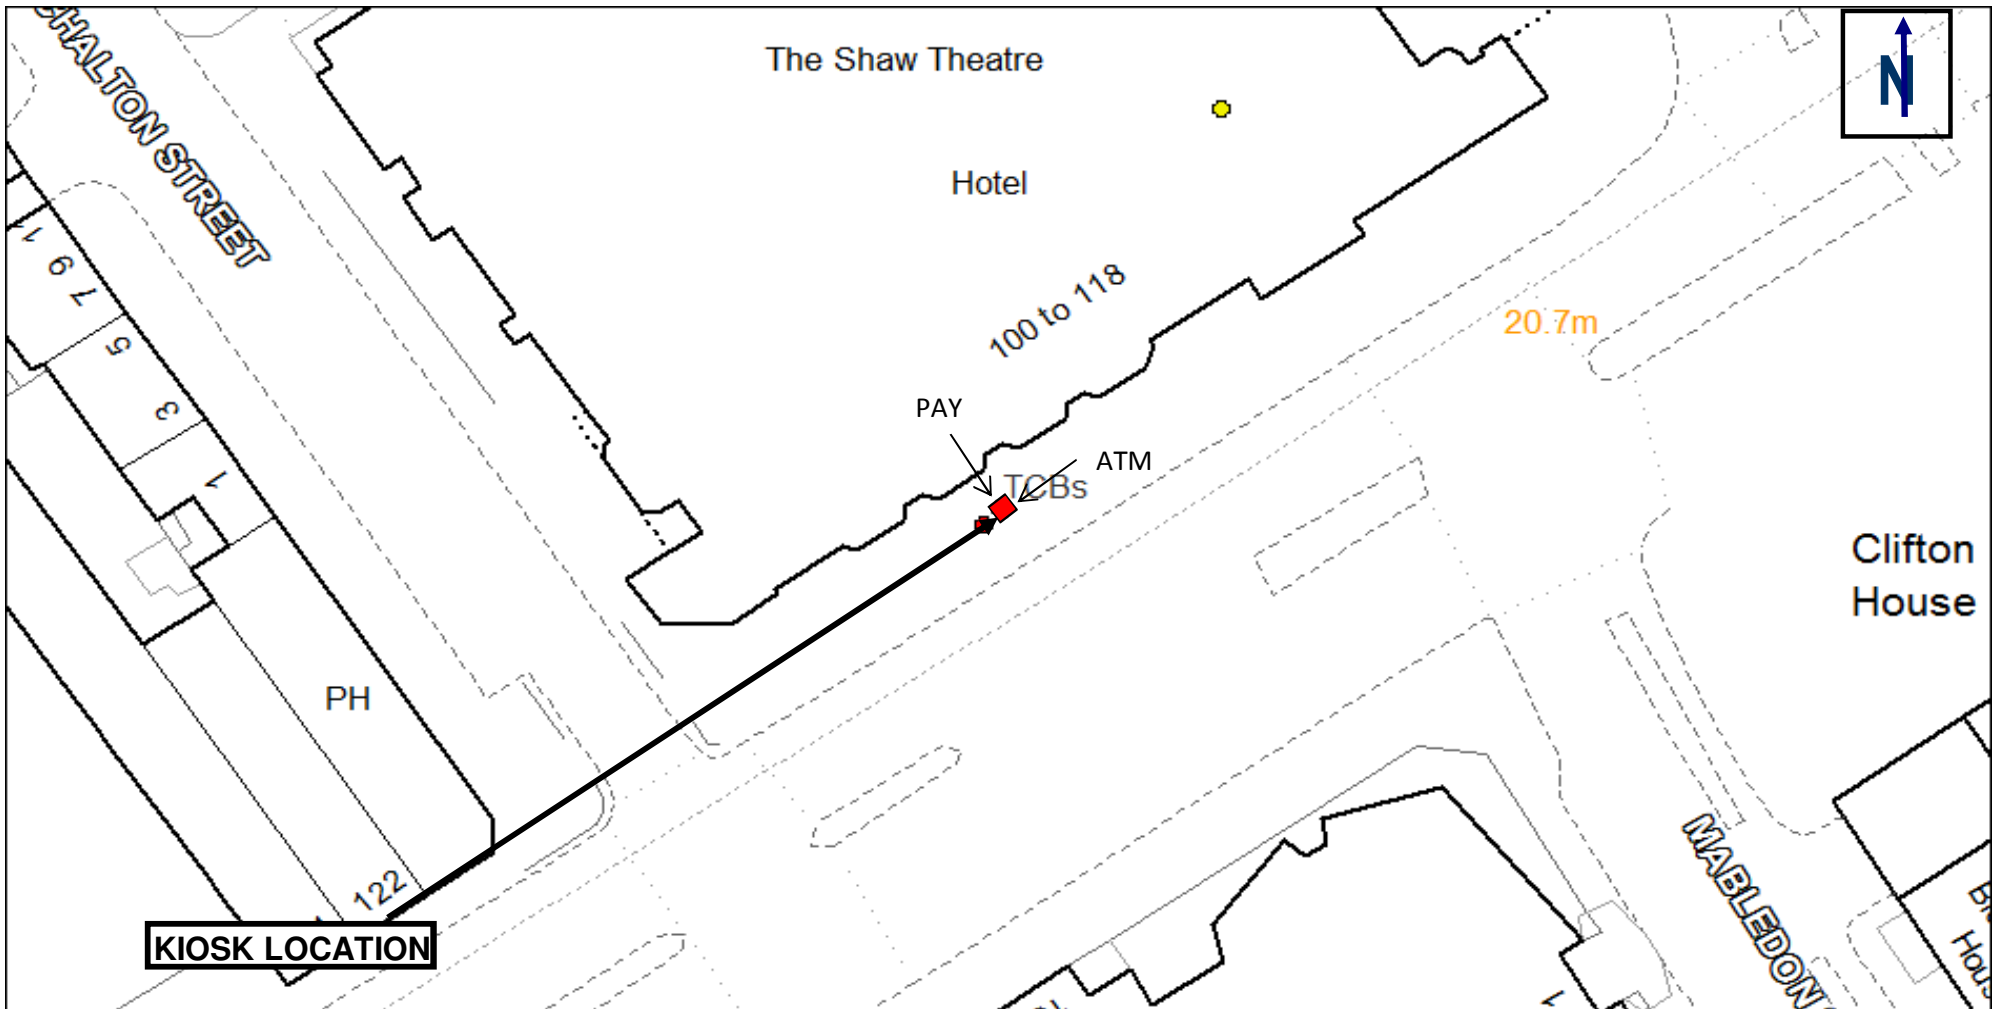 CHALTON STREET
The Shaw Theatre
N
Hotel
11
9
7
5
3
1
100 to 118
20.7m
PAY
ATM
TCBs
Clifton
House
PH
122
KIOSK LOCATION
MABLEDON
1